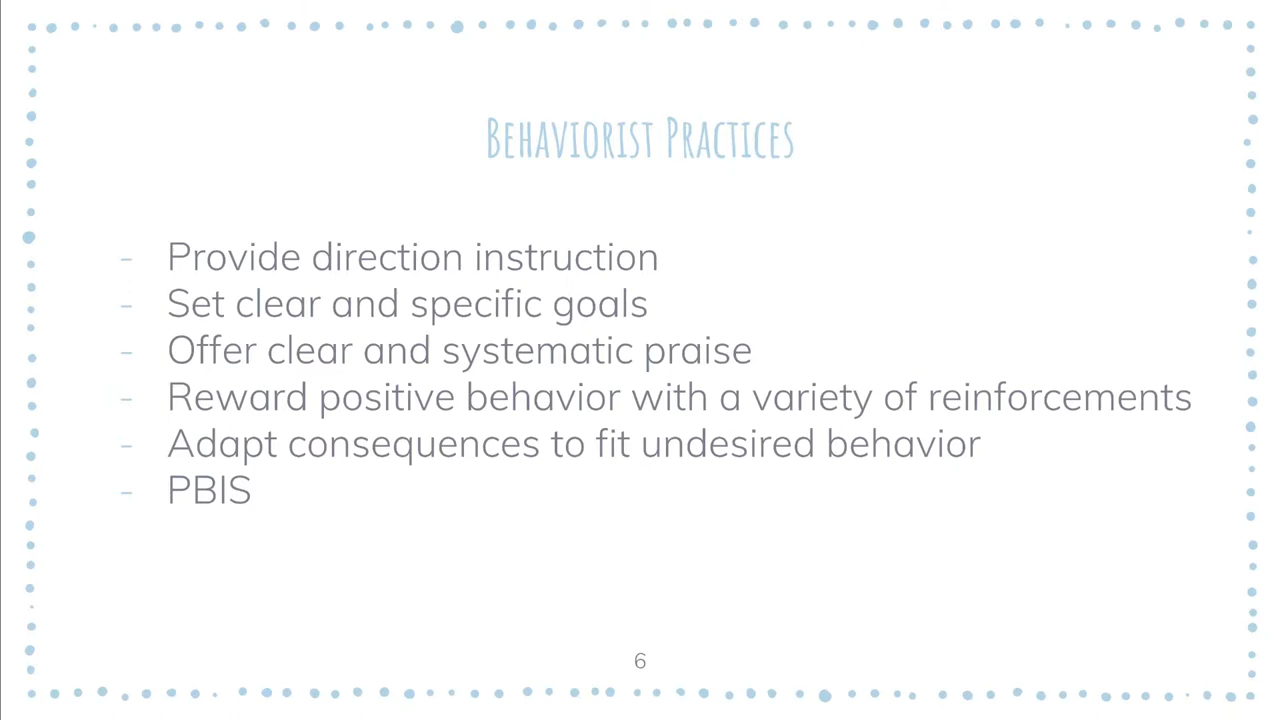 Behaviorist Practices
- Provide direction instruction
- Set clear and specific goals
- Offer clear and systematic praise
- Reward positive behavior with a variety of reinforcements
- Adapt consequences to fit undesired behavior
- PBIS
6